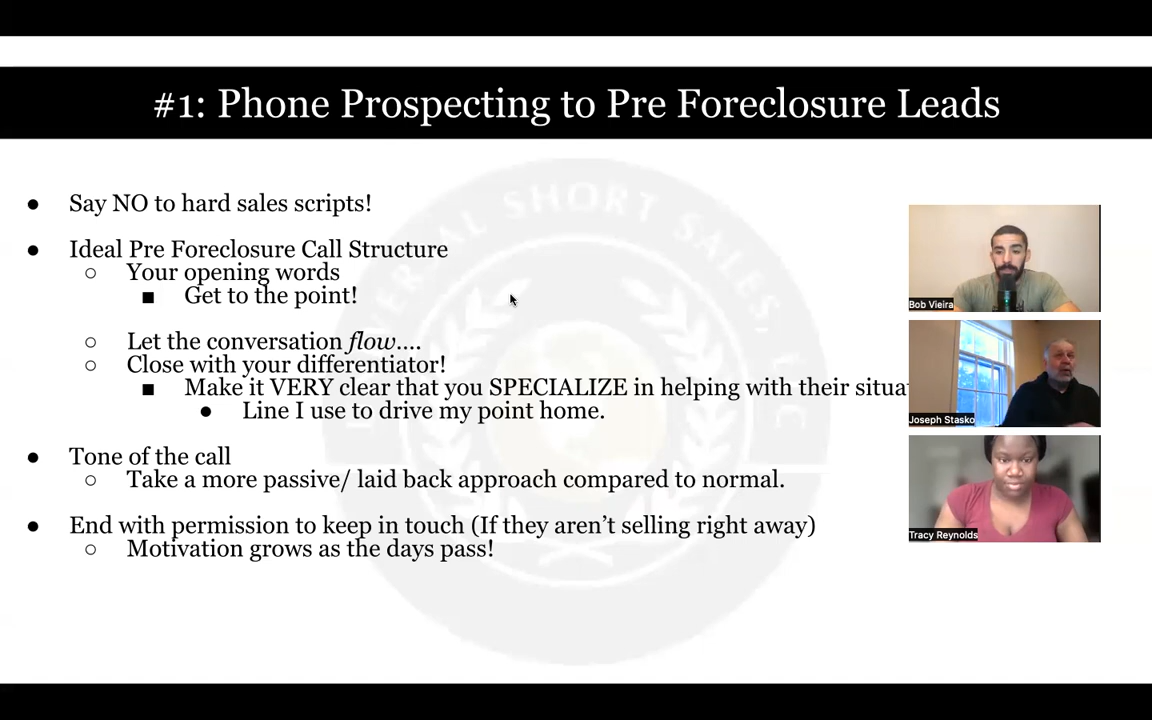 #1: Phone Prospecting to Pre Foreclosure Leads
● Say NO to hard sales scripts!
● Ideal Pre Foreclosure Call Structure
○ Your opening words
■ Get to the point!
○ Let the conversation flow....
○ Close with your differentiator!
■ Make it VERY clear that you SPECIALIZE in helping with their situa
● Line I use to drive my point home.
● Tone of the call
○ Take a more passive/ laid back approach compared to normal.
● End with permission to keep in touch (If they aren’t selling right away)
○ Motivation grows as the days pass!
Bob Vieira
Joseph Stasko
Tracy Reynolds
SHORT SALES, LLC